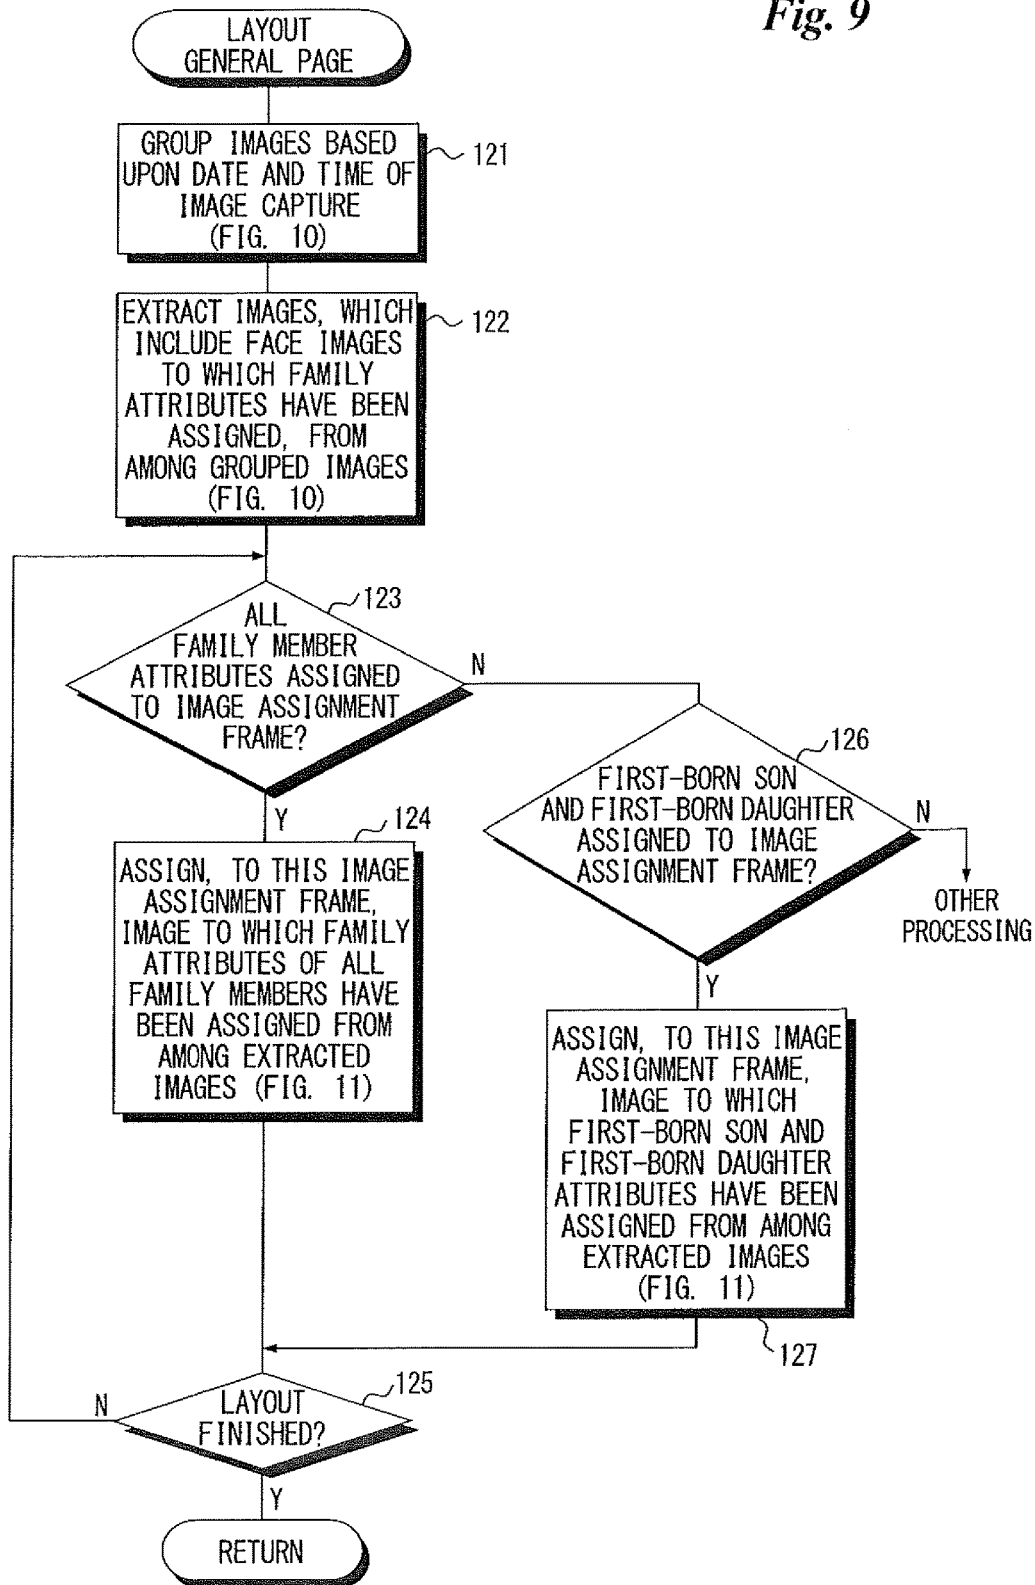 Fig. 9
LAYOUT
GENERAL PAGE
GROUP IMAGES BASED
UPON DATE AND TIME OF
IMAGE CAPTURE
(FIG. 10)
121
EXTRACT IMAGES, WHICH
INCLUDE FACE IMAGES
TO WHICH FAMILY
ATTRIBUTES HAVE BEEN
ASSIGNED, FROM
AMONG GROUPED IMAGES
(FIG. 10)
122
ALL
FAMILY MEMBER
ATTRIBUTES ASSIGNED
TO IMAGE ASSIGNMENT
FRAME?
123
N
Y
FIRST-BORN SON
AND FIRST-BORN DAUGHTER
ASSIGNED TO IMAGE
ASSIGNMENT FRAME?
126
N
OTHER
PROCESSING
Y
ASSIGN, TO THIS IMAGE
ASSIGNMENT FRAME,
IMAGE TO WHICH FAMILY
ATTRIBUTES OF ALL
FAMILY MEMBERS HAVE
BEEN ASSIGNED FROM
AMONG EXTRACTED
IMAGES (FIG. 11)
124
ASSIGN, TO THIS IMAGE
ASSIGNMENT FRAME,
IMAGE TO WHICH
FIRST-BORN SON AND
FIRST-BORN DAUGHTER
ATTRIBUTES HAVE BEEN
ASSIGNED FROM AMONG
EXTRACTED IMAGES
(FIG. 11)
127
LAYOUT
FINISHED?
125
N
Y
RETURN